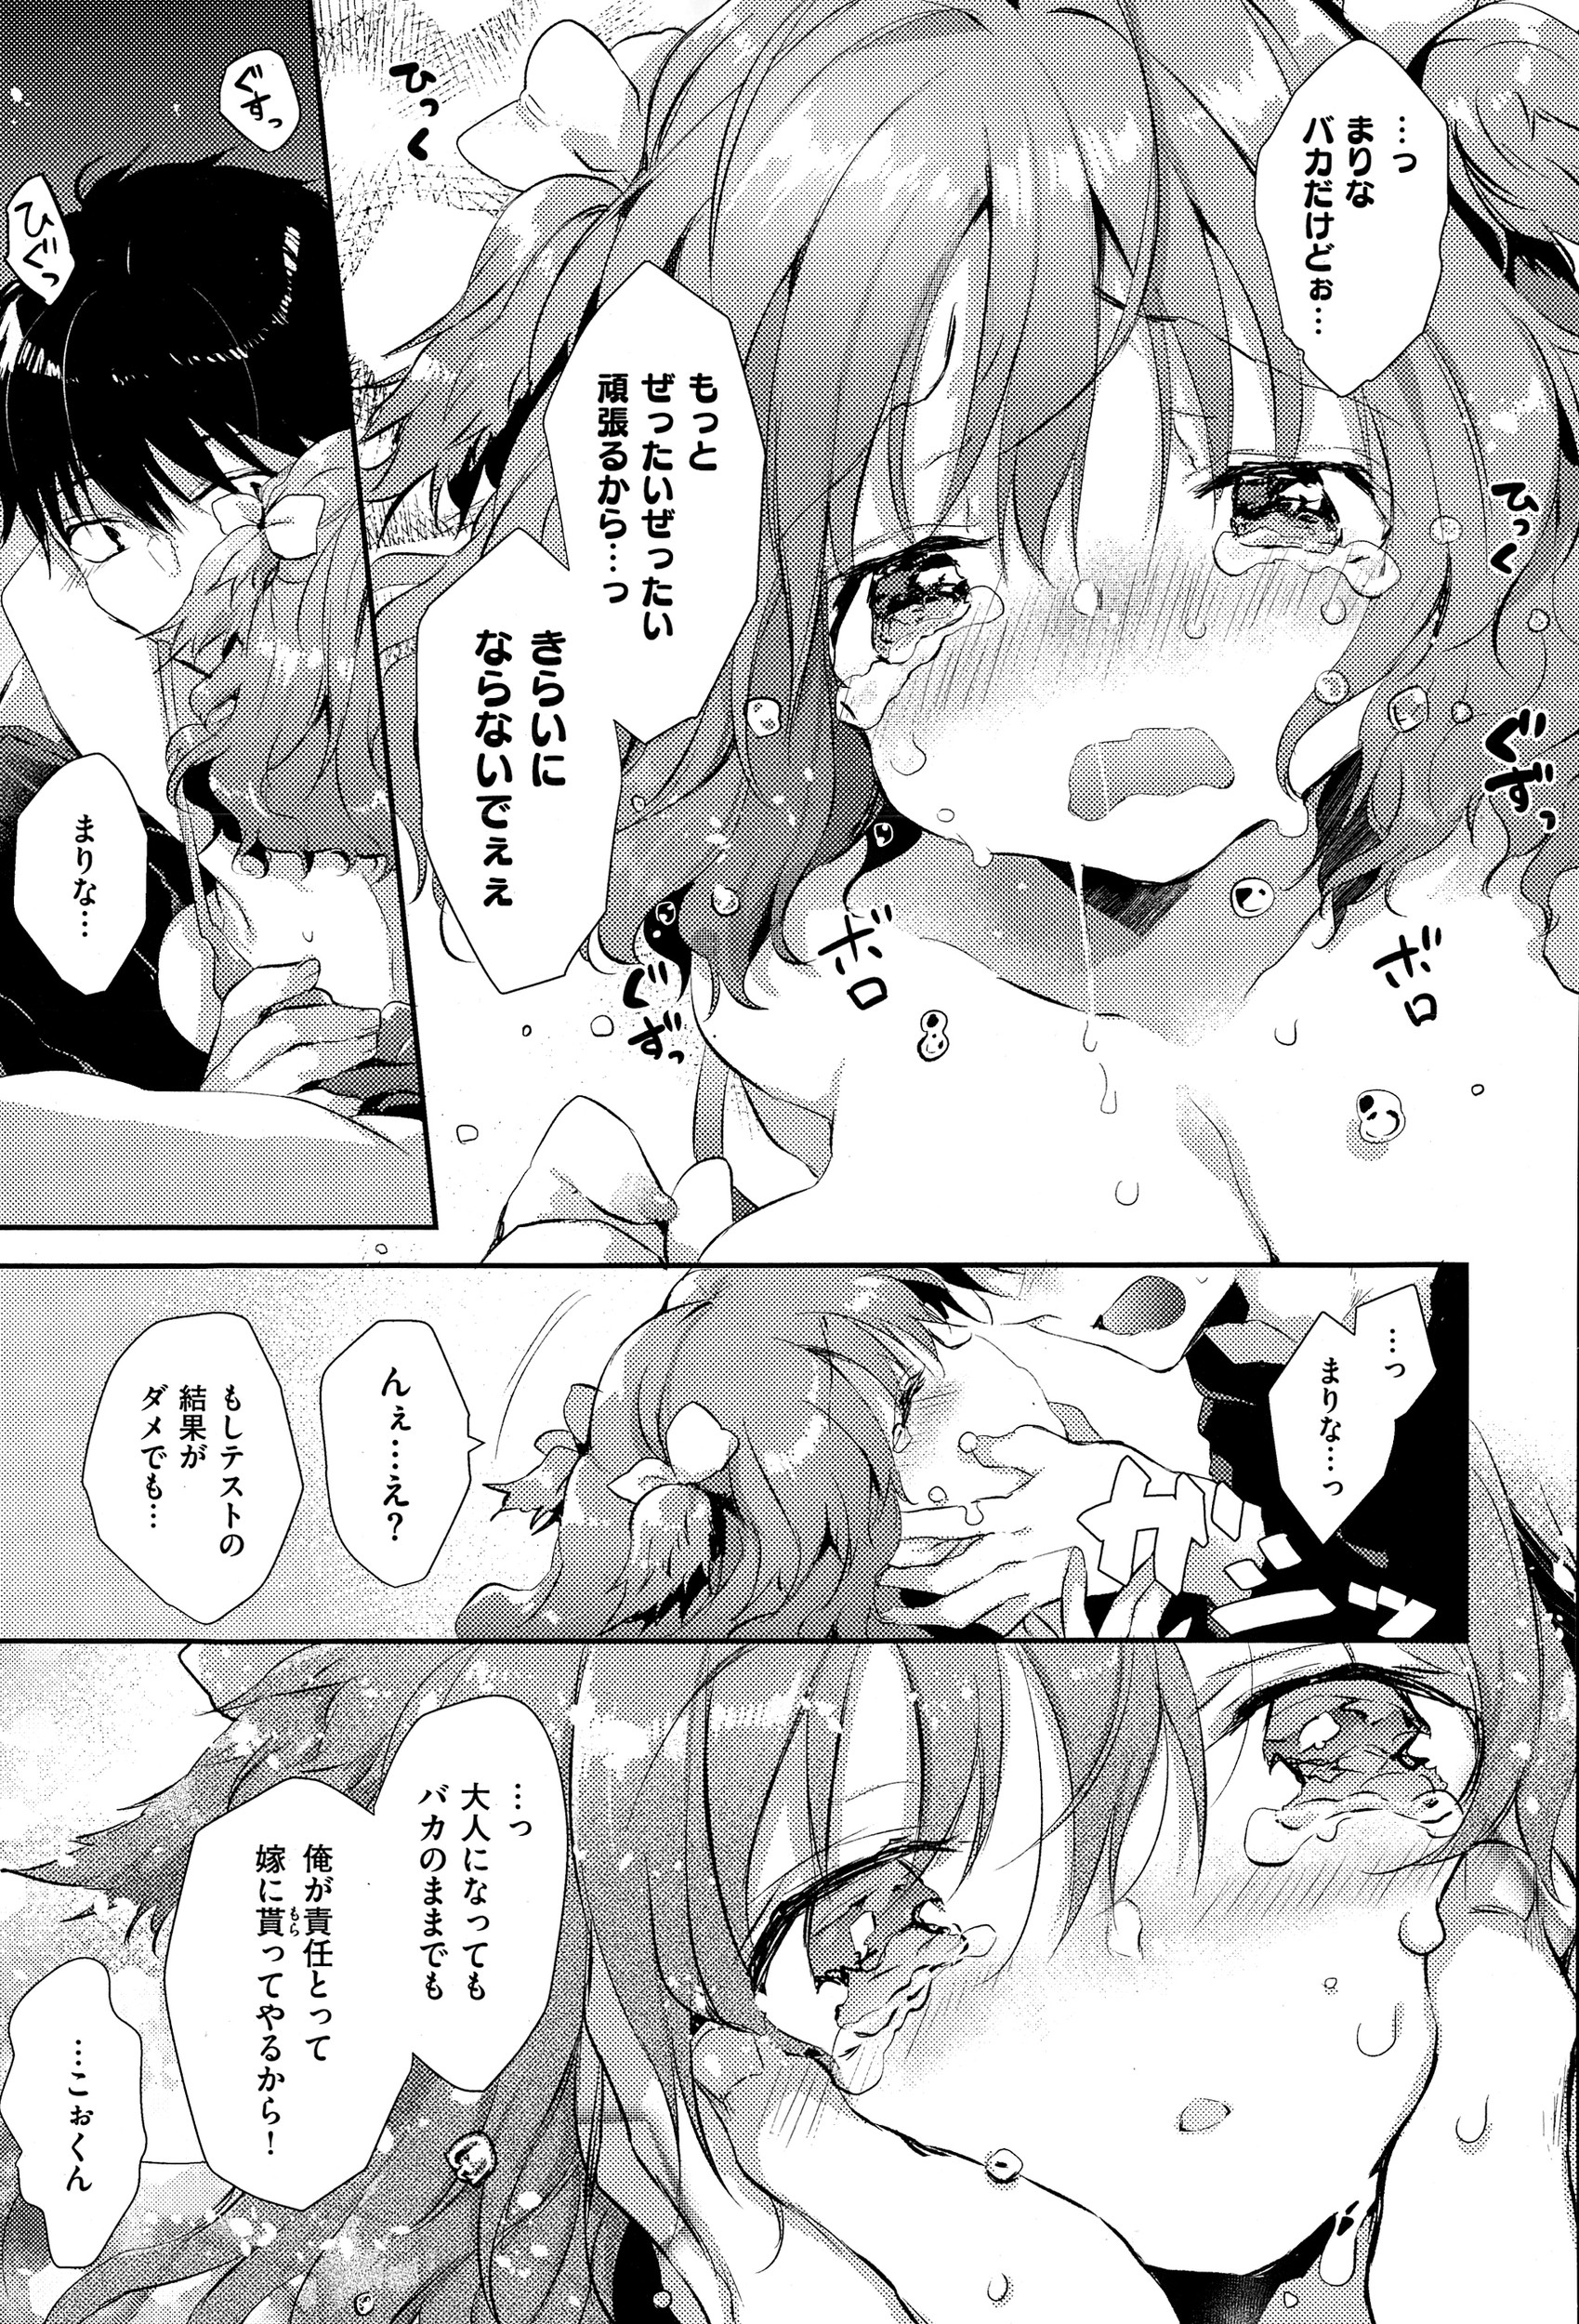 …っ
まりな
バカだけどぉ…
ひっく
ぐずっ
もっと
ぜったいぜったい
頑張るから…っ
きらいに
ならないでぇぇ
ボロ
ボロ
ぐずっ
ひっく
ぐすっ
ひぐっ
まりな…
…っ
まりな…っ
ガシッ
んぇ…え?
もしテストの
結果が
ダメでも…
…っ
大人になっても
バカのままでも
俺が責任とって
嫁に貰ってやるから!
もら
…こぉくん